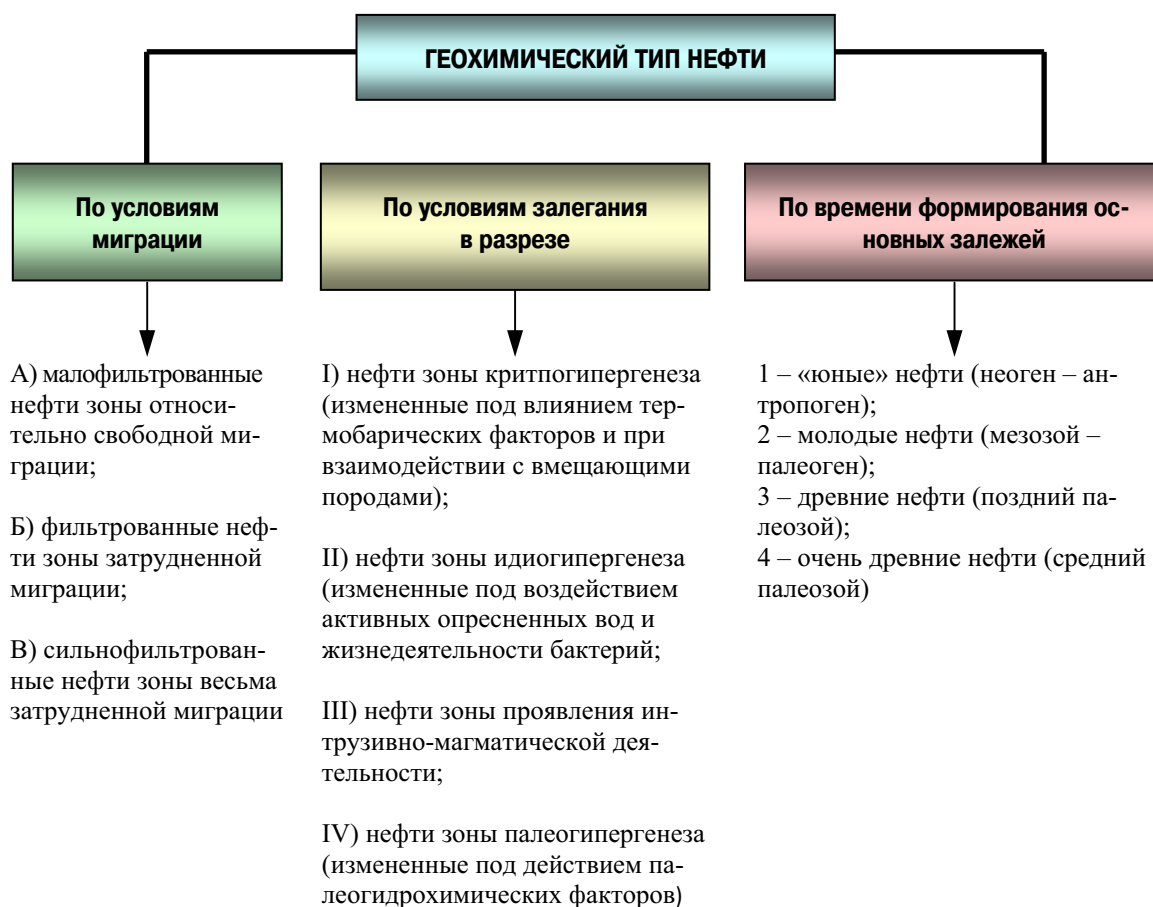 ГЕОХИМИЧЕСКИЙ ТИП НЕФТИ
По условиям
миграции
По условиям залегания
в разрезе
По времени формирования ос-
новных залежей
А) малофильтрованные
нефти зоны относи-
тельно свободной ми-
грации;
Б) фильтрованные неф-
ти зоны затрудненной
миграции;
В) сильнофильтрован-
ные нефти зоны весьма
затрудненной миграции
I) нефти зоны критпогипергенеза
(измененные под влиянием тер-
мобарических факторов и при
взаимодействии с вмещающими
породами);
II) нефти зоны идиогипергенеза
(измененные под воздействием
активных опресненных вод и
жизнедеятельности бактерий;
III) нефти зоны проявления ин-
трузивно-магматической дея-
тельности;
IV) нефти зоны палеогипергенеза
(измененные под действием па-
леогидрохимических факторов)
1 – «юные» нефти (неоген – ан-
тропоген);
2 – молодые нефти (мезозой –
палеоген);
3 – древние нефти (поздний па-
леозой);
4 – очень древние нефти (средний
палеозой)